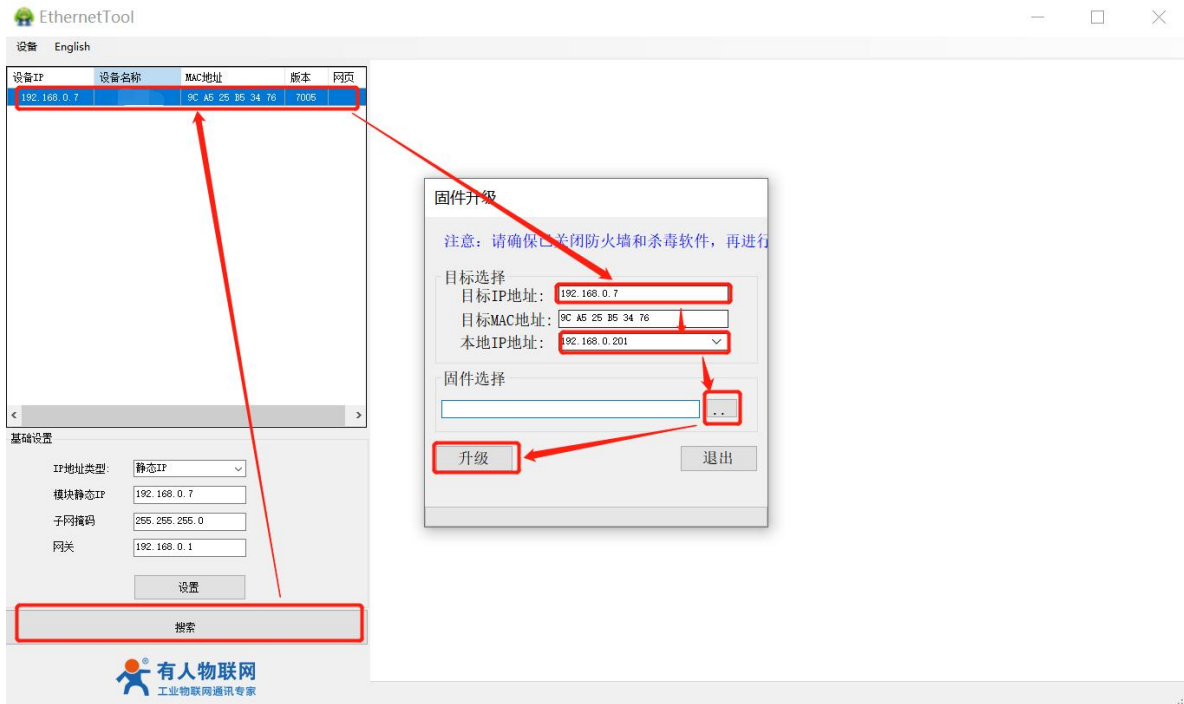 EthernetTool
设备 English
设备IP 设备名称 MAC地址 版本 网页
192.168.0.7 9C A5 25 B5 34 76 7005
固件升级
注意：请确保已关闭防火墙和杀毒软件，再进行
目标选择
目标IP地址： 192.168.0.7
目标MAC地址： 9C A5 25 B5 34 76
本地IP地址： 192.168.0.201
固件选择
..
升级 退出
基础设置
IP地址类型: 静态IP
模块静态IP 192.168.0.7
子网掩码 255.255.255.0
网关 192.168.0.1
设置
搜索
有人物联网
工业物联网通讯专家